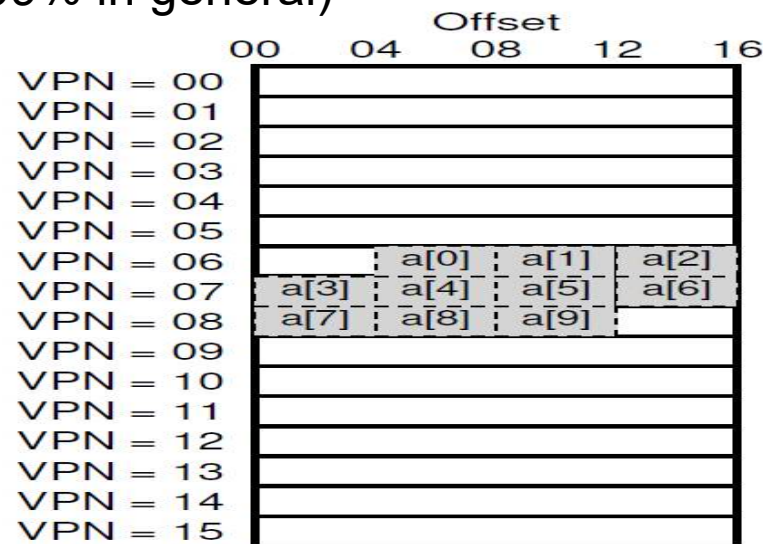 % in general)
Offset
00 04 08 12 16
VPN = 00
VPN = 01
VPN = 02
VPN = 03
VPN = 04
VPN = 05
VPN = 06 a[0] a[1] a[2]
VPN = 07 a[3] a[4] a[5] a[6]
VPN = 08 a[7] a[8] a[9]
VPN = 09
VPN = 10
VPN = 11
VPN = 12
VPN = 13
VPN = 14
VPN = 15